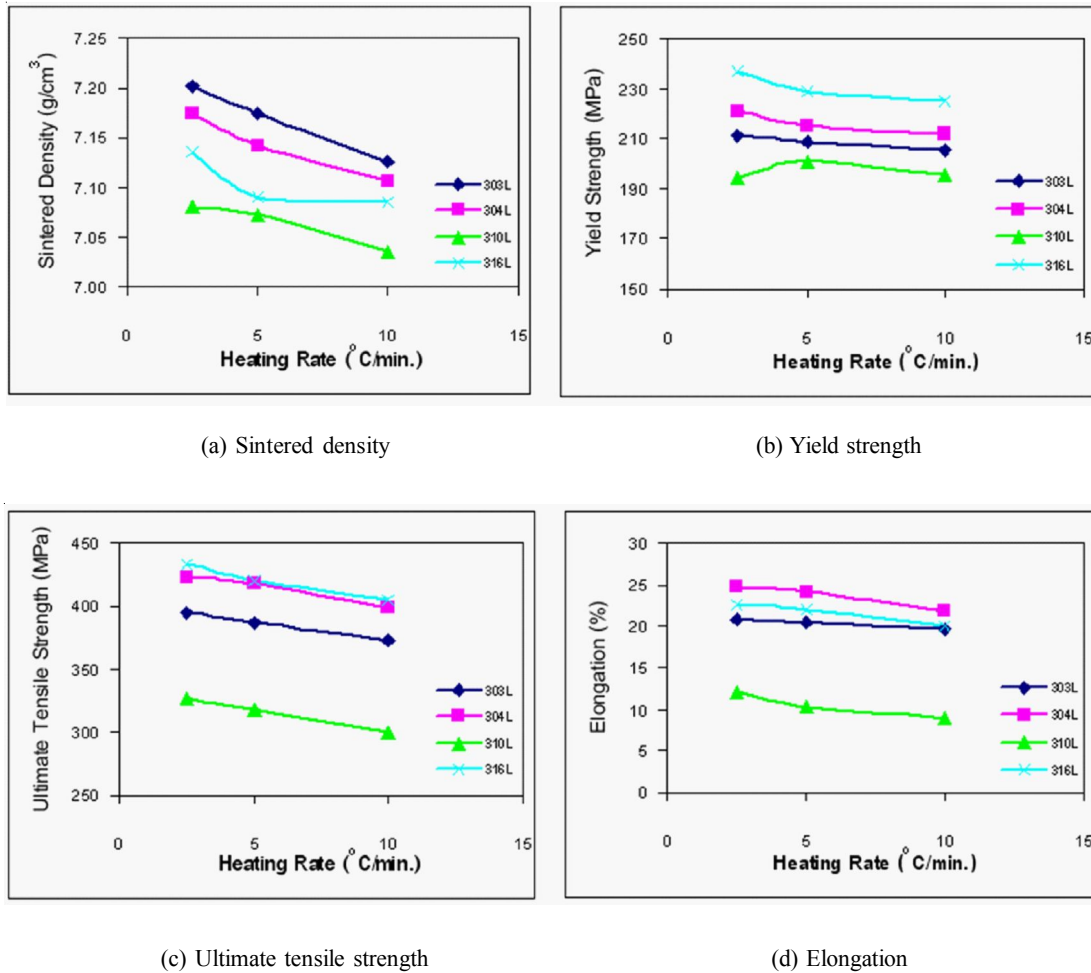 Sintered Density (g/cm³)
7.25
7.20
7.15
7.10
7.05
7.00
303L
304L
310L
316L
0 5 10 15
Heating Rate (°C/min.)
(a) Sintered density
Yield Strength (MPa)
250
230
210
190
170
150
303L
304L
310L
316L
0 5 10 15
Heating Rate (°C/min.)
(b) Yield strength
Ultimate Tensile Strength (MPa)
450
400
350
300
250
303L
304L
310L
316L
0 5 10 15
Heating Rate (°C/min.)
(c) Ultimate tensile strength
Elongation (%)
30
25
20
15
10
5
0
303L
304L
310L
316L
0 5 10 15
Heating Rate (°C/min.)
(d) Elongation